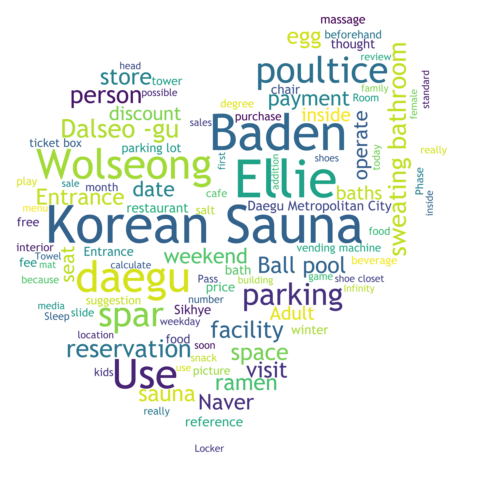 massage
egg
beforehand
thought
review
head
tower
store
possible
poultice
family
standard
person
chair
payment
Room
female
degree
discount
sales
purchase
inside
operate
sweating bathroom
Baden
Dalseo -gu
ticket box
parking lot
first
shoes
today
really
Wolseong
Ellie
addition
play
sale
month
date
cafe
baths
Phase
menu
Entrance
restaurant
salt
Daegu Metropolitan City
inside
free
Korean Sauna
food
interior
Towel
Entrance
weekend
vending machine
fee
mat
seat
calculate
bath
Ball pool
game
shoe closet
beverage
because
daegu
Pass
price
building
infinity
suggestion
number
parking
media
slide
spar
Sikhye
Adult
Sleep
weekday
facility
winter
location
reservation
food
soon
space
kids
Use
snack
visit
use
picture
ramen
sauna
Naver
really
reference
Locker